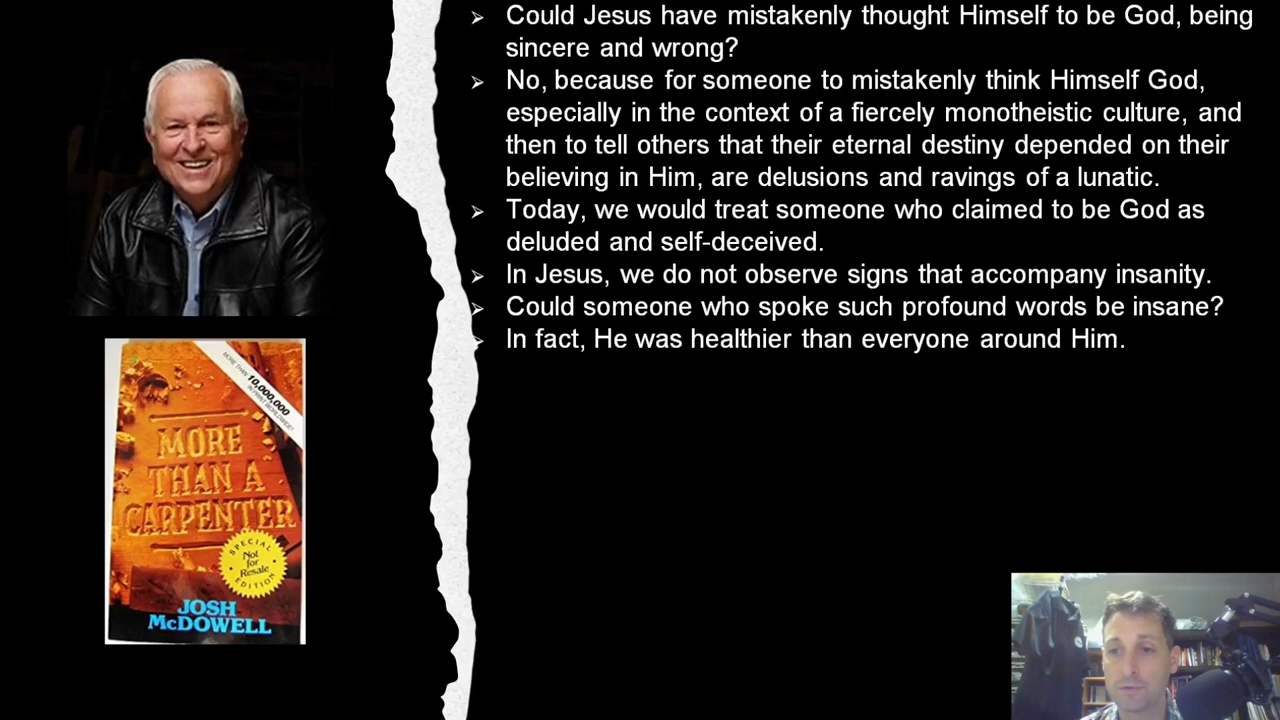 ➢ Could Jesus have mistakenly thought Himself to be God, being
sincere and wrong?
➢ No, because for someone to mistakenly think Himself God,
especially in the context of a fiercely monotheistic culture, and
then to tell others that their eternal destiny depended on their
believing in Him, are delusions and ravings of a lunatic.
➢ Today, we would treat someone who claimed to be God as
deluded and self-deceived.
➢ In Jesus, we do not observe signs that accompany insanity.
➢ Could someone who spoke such profound words be insane?
➢ In fact, He was healthier than everyone around Him.
MORE THAN
10,000,000
IN PRINT WORLDWIDE
MORE
THAN A
CARPENTER
SPECIAL
Not
for
Resale
EDITION
JOSH
McDOWELL